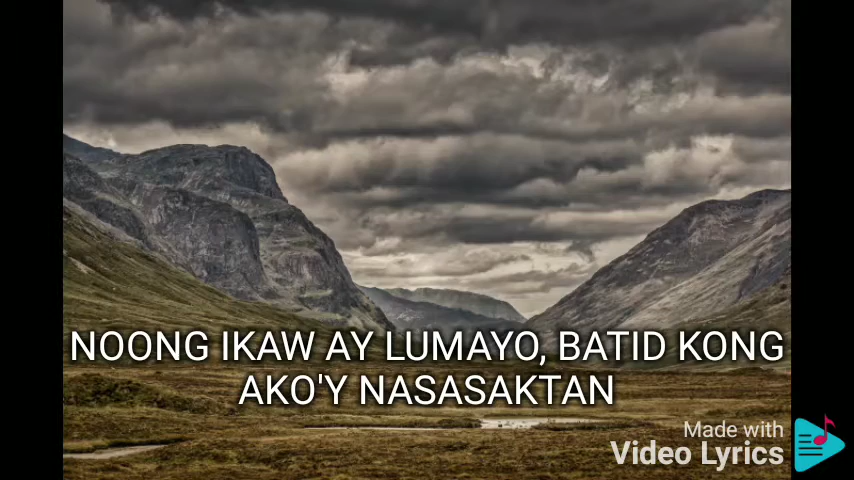 NOONG IKAW AY LUMAYO, BATID KONG
AKO'Y NASASAKTAN
Made with
Video Lyrics